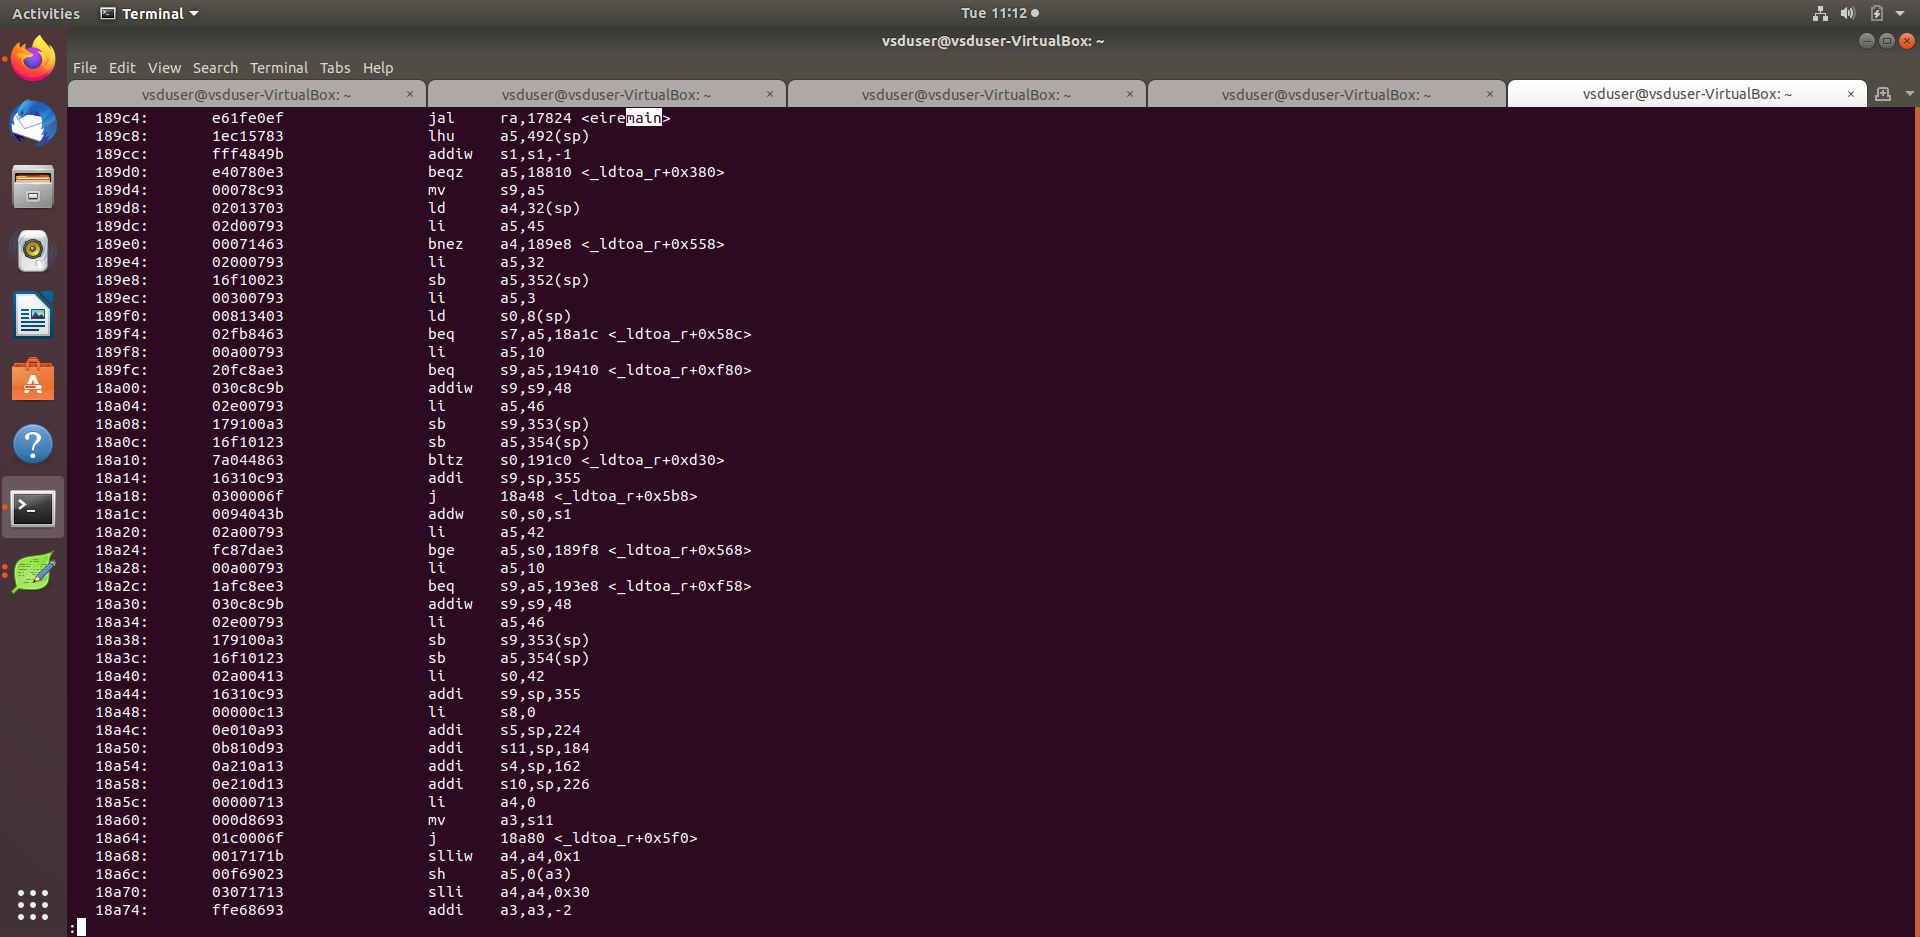 Activities Terminal Tue 11:12
vsduser@vsduser-VirtualBox: ~
File Edit View Search Terminal Tabs Help
vsduser@vsduser-VirtualBox: ~ × vsduser@vsduser-VirtualBox: ~ × vsduser@vsduser-VirtualBox: ~ × vsduser@vsduser-VirtualBox: ~ × vsduser@vsduser-VirtualBox: ~ ×
189c4: e61fe0ef jal ra,17824 <eiremain>
189c8: 1ec15783 lhu a5,492(sp)
189cc: fff4849b addiw s1,s1,-1
189d0: e40780e3 beqz a5,18810 <_ldtoa_r+0x380>
189d4: 00078c93 mv s9,a5
189d8: 02013703 ld a4,32(sp)
189dc: 02d00793 li a5,45
189e0: 00071463 bnez a4,189e8 <_ldtoa_r+0x558>
189e4: 02000793 li a5,32
189e8: 16f10023 sb a5,352(sp)
189ec: 00300793 li a5,3
189f0: 00813403 ld s0,8(sp)
189f4: 02fb8463 beq s7,a5,18a1c <_ldtoa_r+0x58c>
189f8: 00a00793 li a5,10
189fc: 20fc8ae3 beq s9,a5,19410 <_ldtoa_r+0xf80>
18a00: 030c8c9b addiw s9,s9,48
18a04: 02e00793 li a5,46
18a08: 179100a3 sb s9,353(sp)
18a0c: 16f10123 sb a5,354(sp)
18a10: 7a044863 bltz s0,191c0 <_ldtoa_r+0xd30>
18a14: 16310c93 addi s9,sp,355
18a18: 0300006f j 18a48 <_ldtoa_r+0x5b8>
18a1c: 0094043b addw s0,s0,s1
18a20: 02a00793 li a5,42
18a24: fc87dae3 bge a5,s0,189f8 <_ldtoa_r+0x568>
18a28: 00a00793 li a5,10
18a2c: 1afc8ee3 beq s9,a5,193e8 <_ldtoa_r+0xf58>
18a30: 030c8c9b addiw s9,s9,48
18a34: 02e00793 li a5,46
18a38: 179100a3 sb s9,353(sp)
18a3c: 16f10123 sb a5,354(sp)
18a40: 02a00413 li s0,42
18a44: 16310c93 addi s9,sp,355
18a48: 00000c13 li s8,0
18a4c: 0e010a93 addi s5,sp,224
18a50: 0b810d93 addi s11,sp,184
18a54: 0a210a13 addi s4,sp,162
18a58: 0e210d13 addi s10,sp,226
18a5c: 00000713 li a4,0
18a60: 000d8693 mv a3,s11
18a64: 01c0006f j 18a80 <_ldtoa_r+0x5f0>
18a68: 0017171b slliw a4,a4,0x1
18a6c: 00f69023 sh a5,0(a3)
18a70: 03071713 slli a4,a4,0x30
18a74: ffe68693 addi a3,a3,-2
: